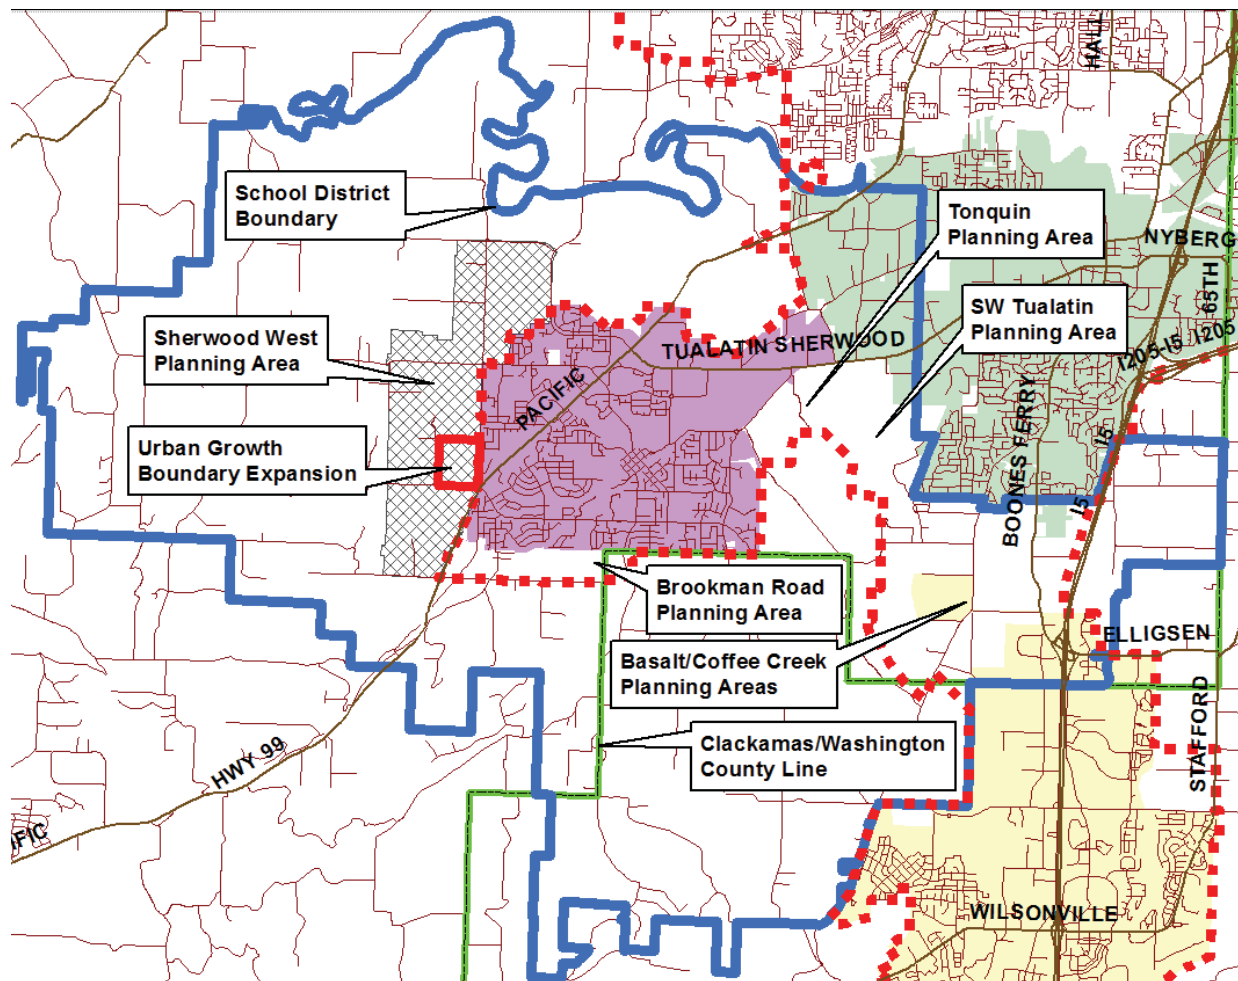 HALL
School District
Boundary
Tonquin
Planning Area
NYBERG
65TH
SW Tualatin
Planning Area
Sherwood West
Planning Area
TUALATIN SHERWOOD
I205-I5
I205
PACIFIC
BOONES FERRY
Urban Growth
Boundary Expansion
I5
I5
Brookman Road
Planning Area
ELLIGSEN
Basalt/Coffee Creek
Planning Areas
STAFFORD
Clackamas/Washington
County Line
HWY 99
IFIC
WILSONVILLE